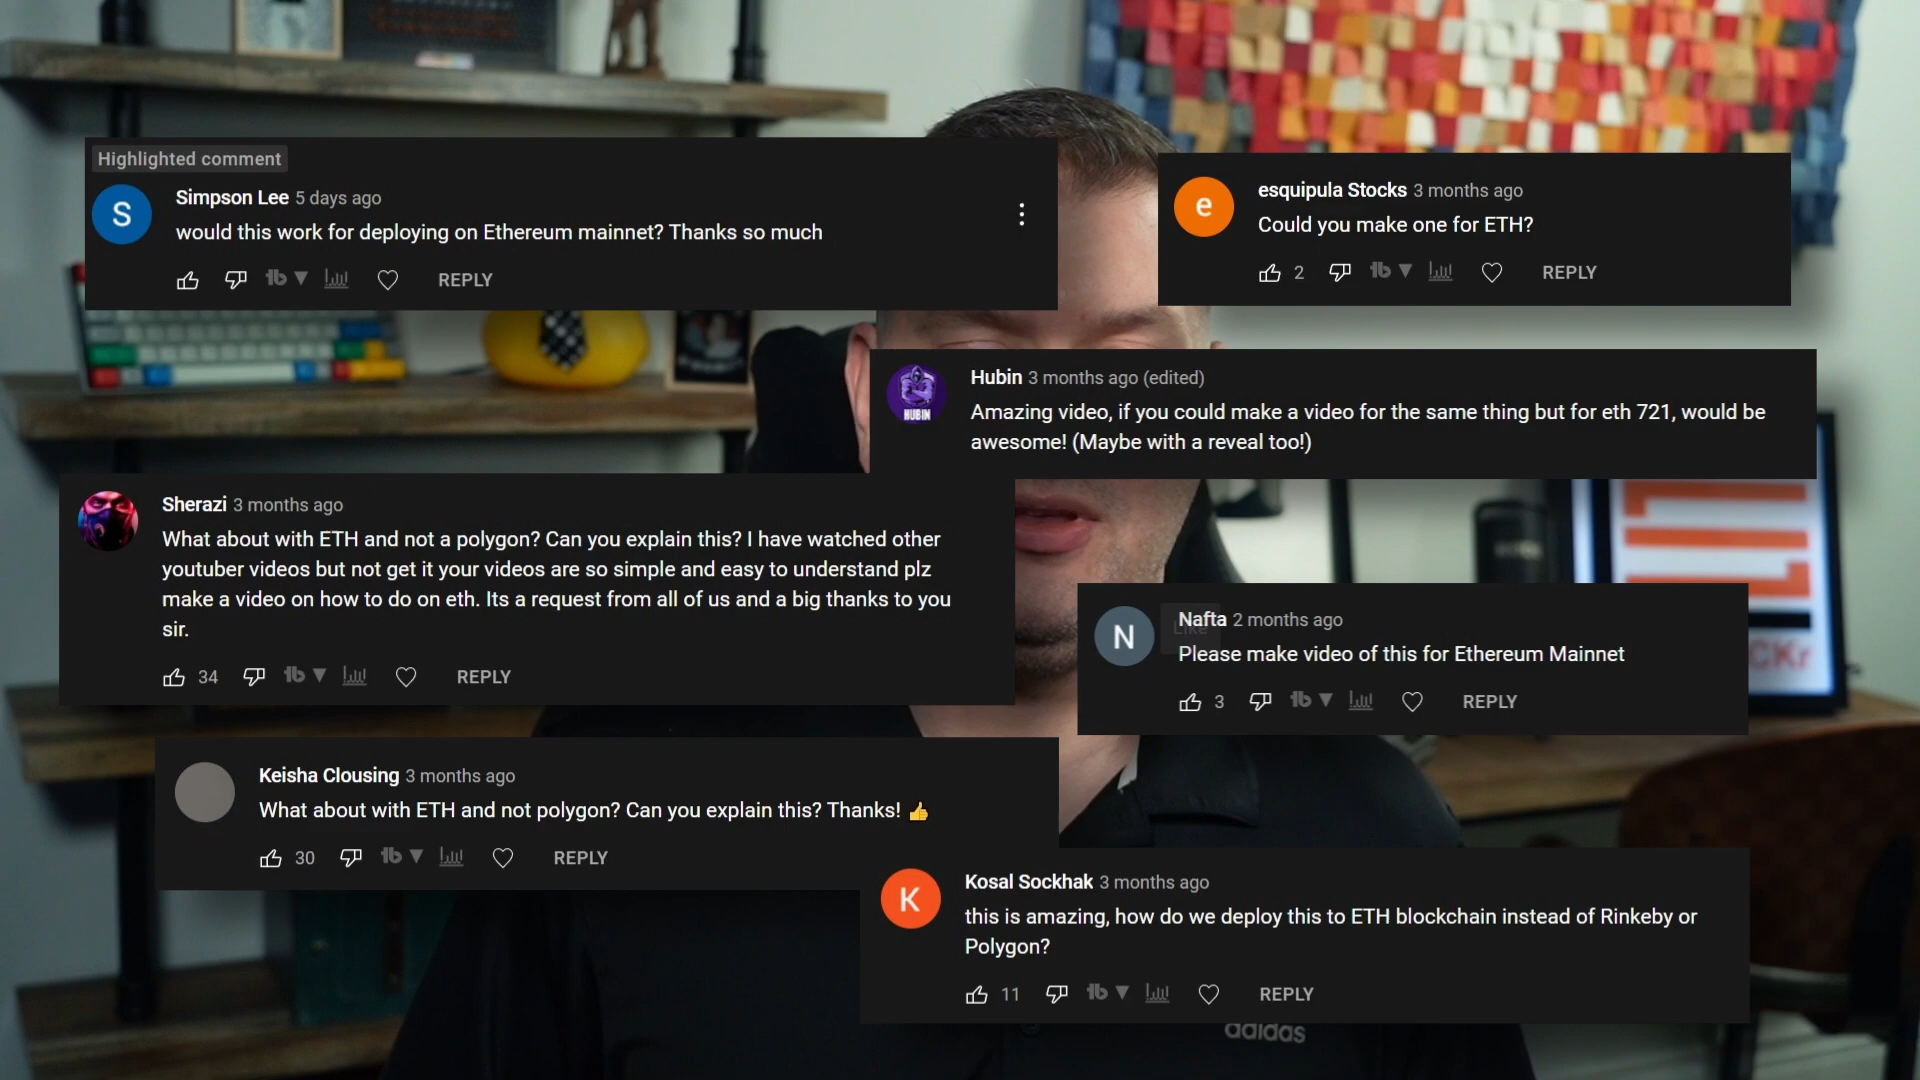 Highlighted comment
Simpson Lee 5 days ago
would this work for deploying on Ethereum mainnet? Thanks so much
REPLY
esquipula Stocks 3 months ago
Could you make one for ETH?
2
REPLY
Hubin 3 months ago (edited)
Amazing video, if you could make a video for the same thing but for eth 721, would be
awesome! (Maybe with a reveal too!)
HUBIN
Sherazi 3 months ago
What about with ETH and not a polygon? Can you explain this? I have watched other
youtuber videos but not get it your videos are so simple and easy to understand plz
make a video on how to do on eth. Its a request from all of us and a big thanks to you
sir.
34
REPLY
N
Nafta 2 months ago
Like
Please make video of this for Ethereum Mainnet
3
REPLY
Keisha Clousing 3 months ago
What about with ETH and not polygon? Can you explain this? Thanks! 👍
30
REPLY
K
Kosal Sockhak 3 months ago
this is amazing, how do we deploy this to ETH blockchain instead of Rinkeby or
Polygon?
11
REPLY
adidas
S
e